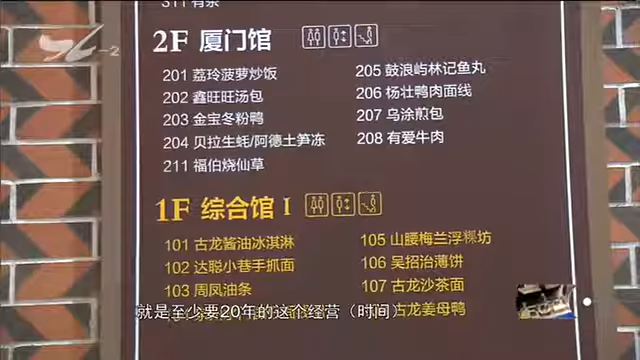 311 有余
2F 厦门馆
201 荔玲菠萝炒饭
202 鑫旺旺汤包
203 金宝冬粉鸭
204 贝拉生蚝/阿德土笋冻
211 福伯烧仙草
205 鼓浪屿林记鱼丸
206 杨壮鸭肉面线
207 乌涂煎包
208 有爱牛肉
1F 综合馆 I
101 古龙酱油冰淇淋
102 达聪小巷手抓面
103 周凤油条
105 山腰梅兰浮粿坊
106 吴招治薄饼
107 古龙沙茶面
古龙姜母鸭
就是至少要20年的这个经营（时间）